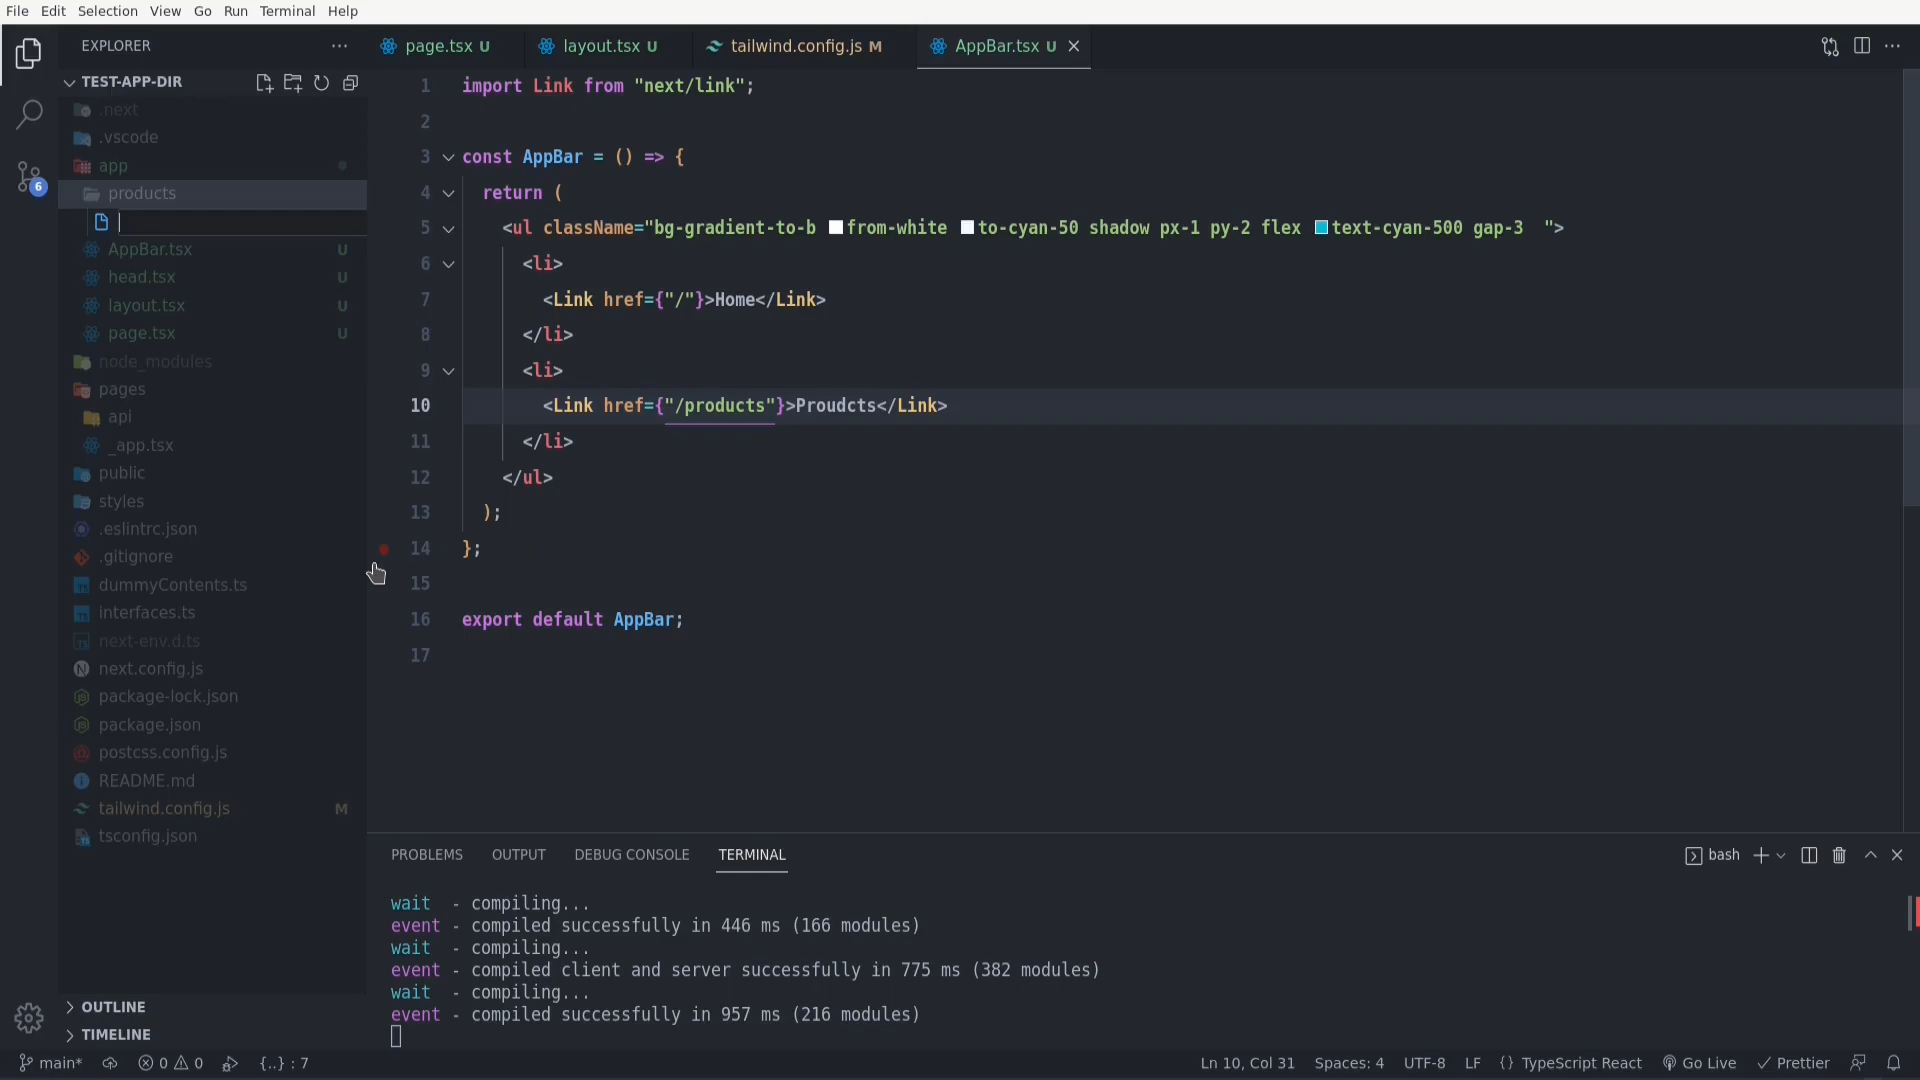 File Edit Selection View Go Run Terminal Help
EXPLORER
page.tsx U
layout.tsx U
tailwind.config.js M
AppBar.tsx U
TEST-APP-DIR
.next
.vscode
app
products
AppBar.tsx U
head.tsx U
layout.tsx U
page.tsx U
node_modules
pages
api
_app.tsx
public
styles
.eslintrc.json
.gitignore
dummyContents.ts
interfaces.ts
next-env.d.ts
next.config.js
package-lock.json
package.json
postcss.config.js
README.md
tailwind.config.js M
tsconfig.json
OUTLINE
TIMELINE
6
1 import Link from "next/link";
2
3 const AppBar = () => {
4 return (
5 <ul className="bg-gradient-to-b from-white to-cyan-50 shadow px-1 py-2 flex text-cyan-500 gap-3  ">
6 <li>
7 <Link href={"/"}>Home</Link>
8 </li>
9 <li>
10 <Link href={"/products"}>Proudcts</Link>
11 </li>
12 </ul>
13 );
14 };
15
16 export default AppBar;
17
PROBLEMS OUTPUT DEBUG CONSOLE TERMINAL
bash
wait - compiling...
event - compiled successfully in 446 ms (166 modules)
wait - compiling...
event - compiled client and server successfully in 775 ms (382 modules)
wait - compiling...
event - compiled successfully in 957 ms (216 modules)
main* 0 0 {..} : 7
Ln 10, Col 31 Spaces: 4 UTF-8 LF {} TypeScript React Go Live Prettier